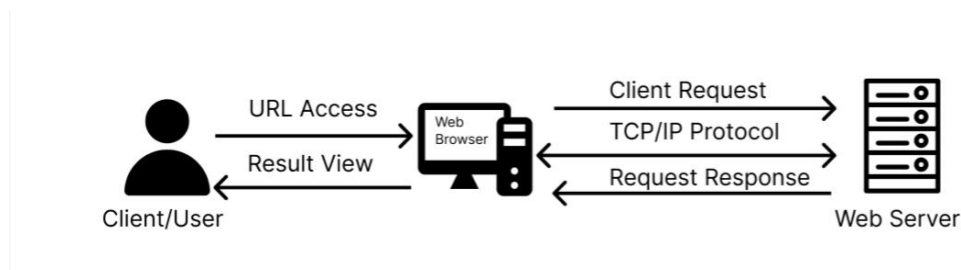 URL Access
Result View
Client/User
Web
Browser
Client Request
TCP/IP Protocol
Request Response
Web Server